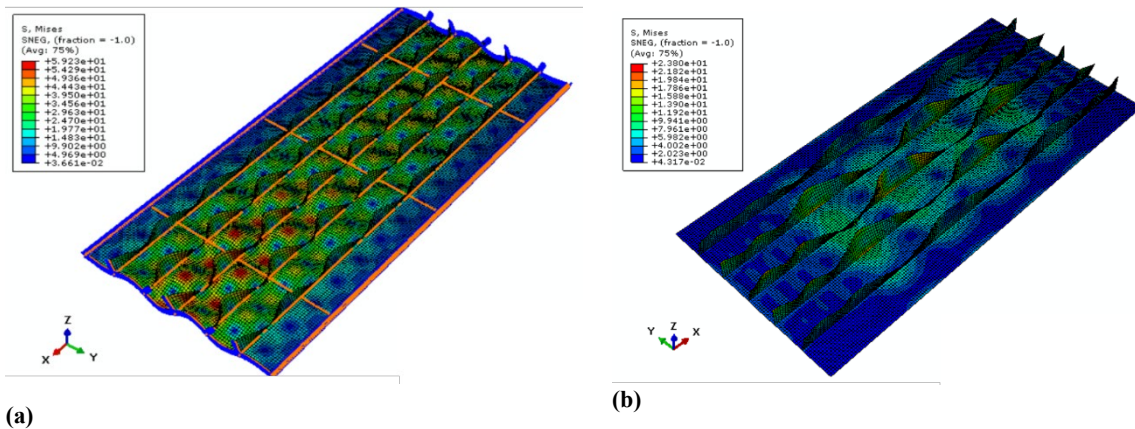 S, Mises
SNEG, (fraction = -1.0)
(Avg: 75%)
+5.923e+01
+5.429e+01
+4.936e+01
+4.443e+01
+3.950e+01
+3.456e+01
+2.963e+01
+2.470e+01
+1.977e+01
+1.483e+01
+9.902e+00
+4.969e+00
+3.661e-02
Z
X
Y
(a)
S, Mises
SNEG, (fraction = -1.0)
(Avg: 75%)
+2.380e+01
+2.182e+01
+1.984e+01
+1.786e+01
+1.588e+01
+1.390e+01
+1.192e+01
+9.941e+00
+7.961e+00
+5.982e+00
+4.002e+00
+2.023e+00
+4.317e-02
Y
Z
X
(b)